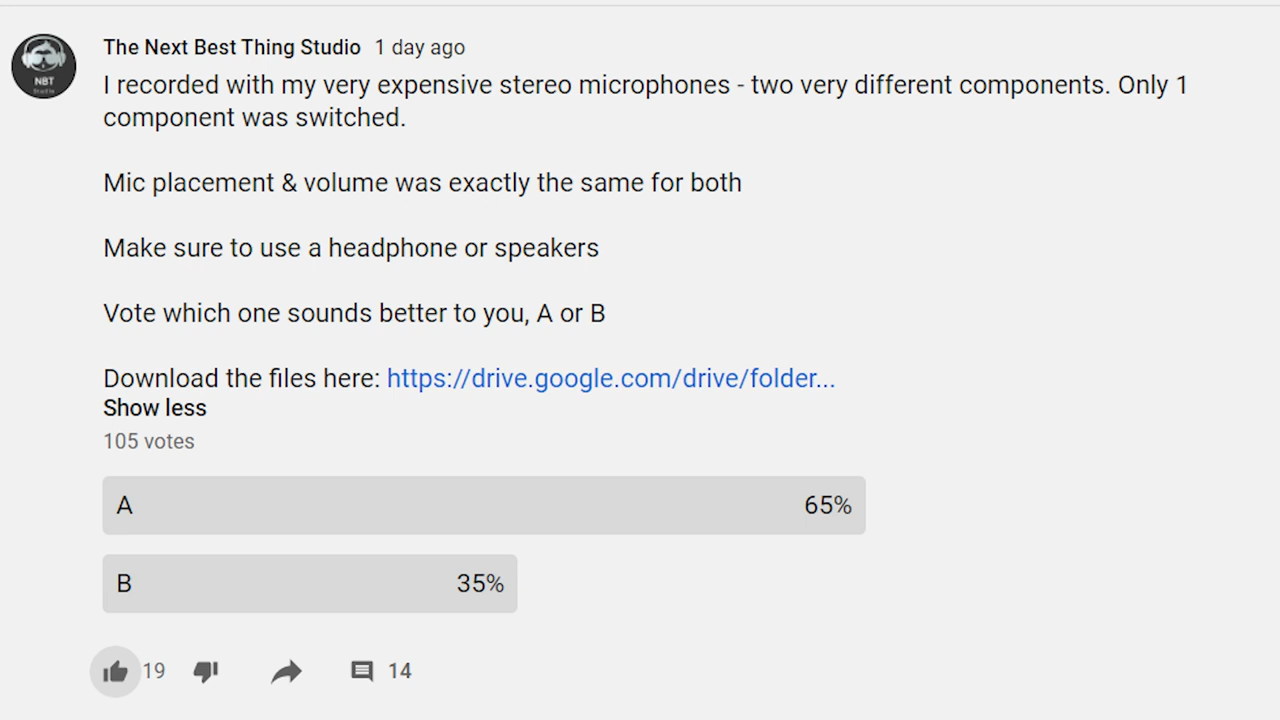 The Next Best Thing Studio 1 day ago
NBT
Studio
I recorded with my very expensive stereo microphones - two very different components. Only 1
component was switched.
Mic placement & volume was exactly the same for both
Make sure to use a headphone or speakers
Vote which one sounds better to you, A or B
Download the files here: https://drive.google.com/drive/folder...
Show less
105 votes
A 65%
B 35%
19 14